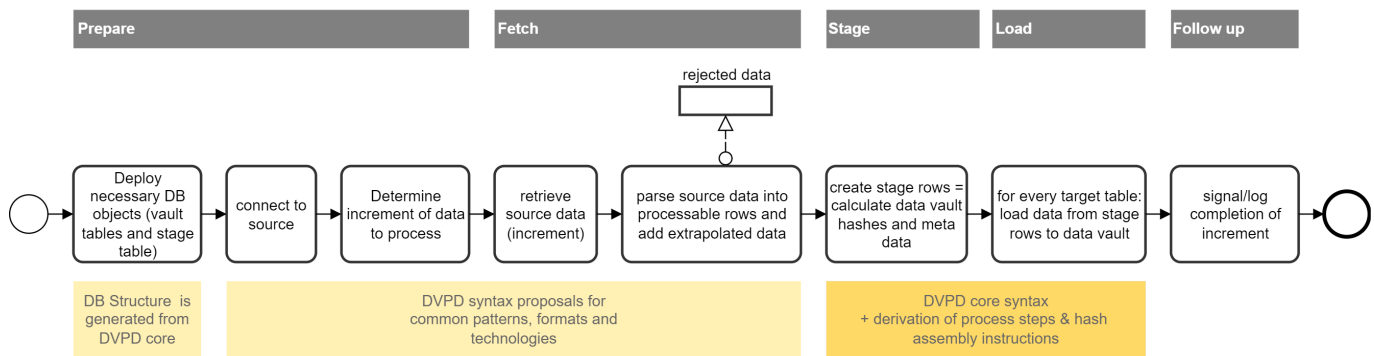 Prepare
Fetch
Stage
Load
Follow up
rejected data
Deploy
necessary DB
objects (vault
tables and stage
table)
connect to
source
Determine
increment of data
to process
retrieve
source data
(increment)
parse source data into
processable rows and
add extrapolated data
create stage rows =
calculate data vault
hashes and meta
data
for every target table:
load data from stage
rows to data vault
signal/log
completion of
increment
DB Structure is
generated from
DVPD core
DVPD syntax proposals for
common patterns, formats and
technologies
DVPD core syntax
+ derivation of process steps & hash
assembly instructions